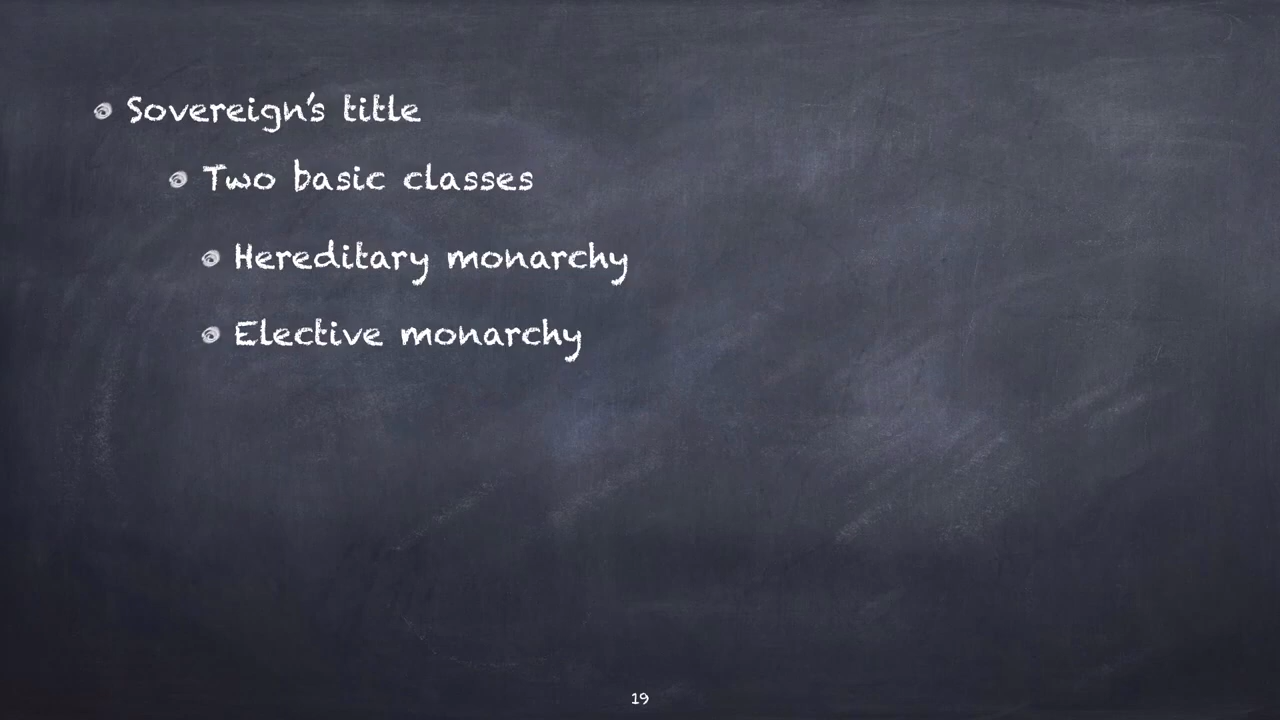 Sovereign's title
Two basic classes
Hereditary monarchy
Elective monarchy
19